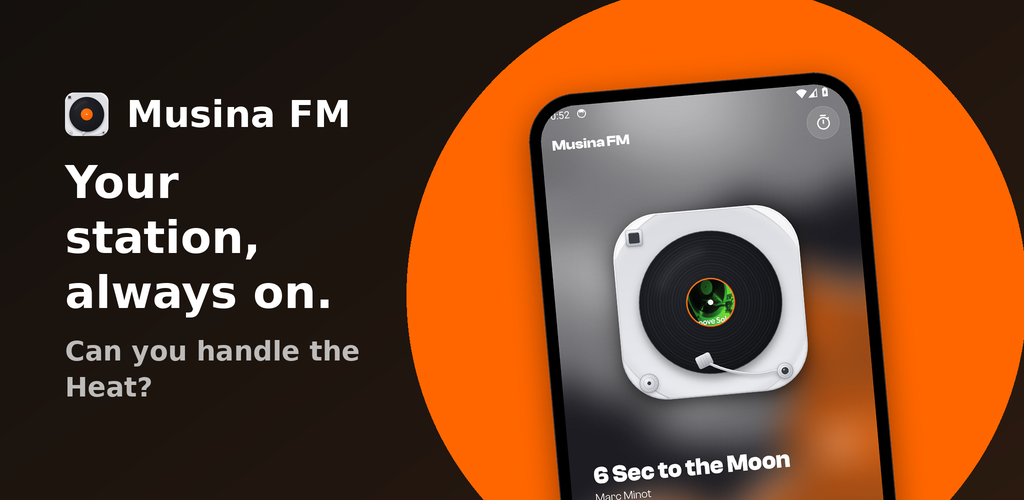 Musina FM
Your
station,
always on.
Can you handle the
Heat?
:52
Musina FM
6 Sec to the Moon
Marc Minot